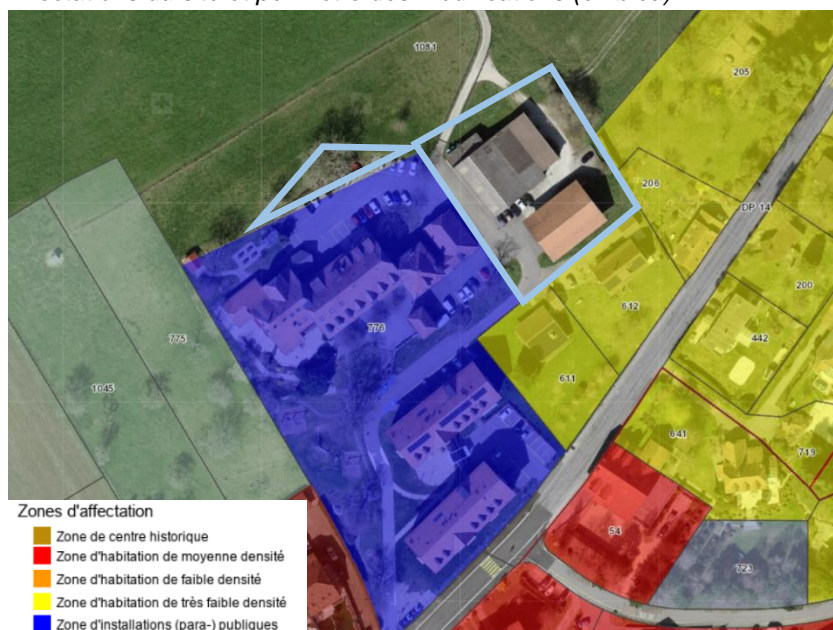 1081
205
206
DP 14
200
612
775
776
442
1045
611
641
719
54
723
Zones d'affectation
Zone de centre historique
Zone d'habitation de moyenne densité
Zone d'habitation de faible densité
Zone d'habitation de très faible densité
Zone d'installations (para-) publiques